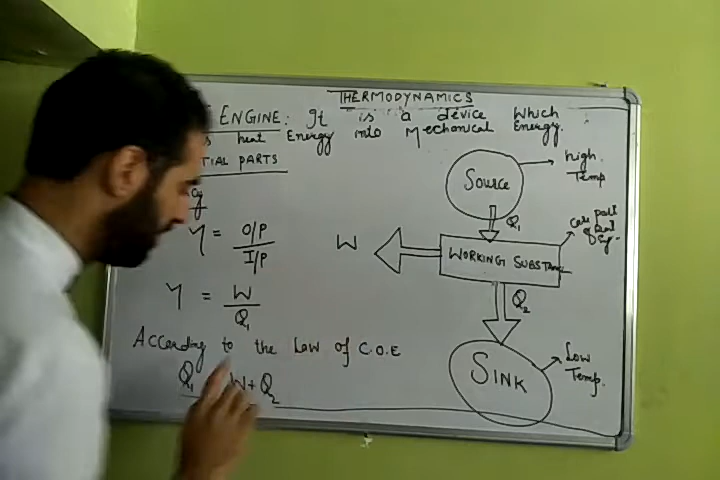 THERMODYNAMICS
ENGINE: It is a device which
heat Energy into Mechanical Energy.
TIAL PARTS
η = O/P
I/P
η = W
Q1
According to the Law of C.O.E
Q1 W+Q2
Source
high Temp
Q1
W
WORKING SUBSTANCE
Q2
SINK
Low Temp.